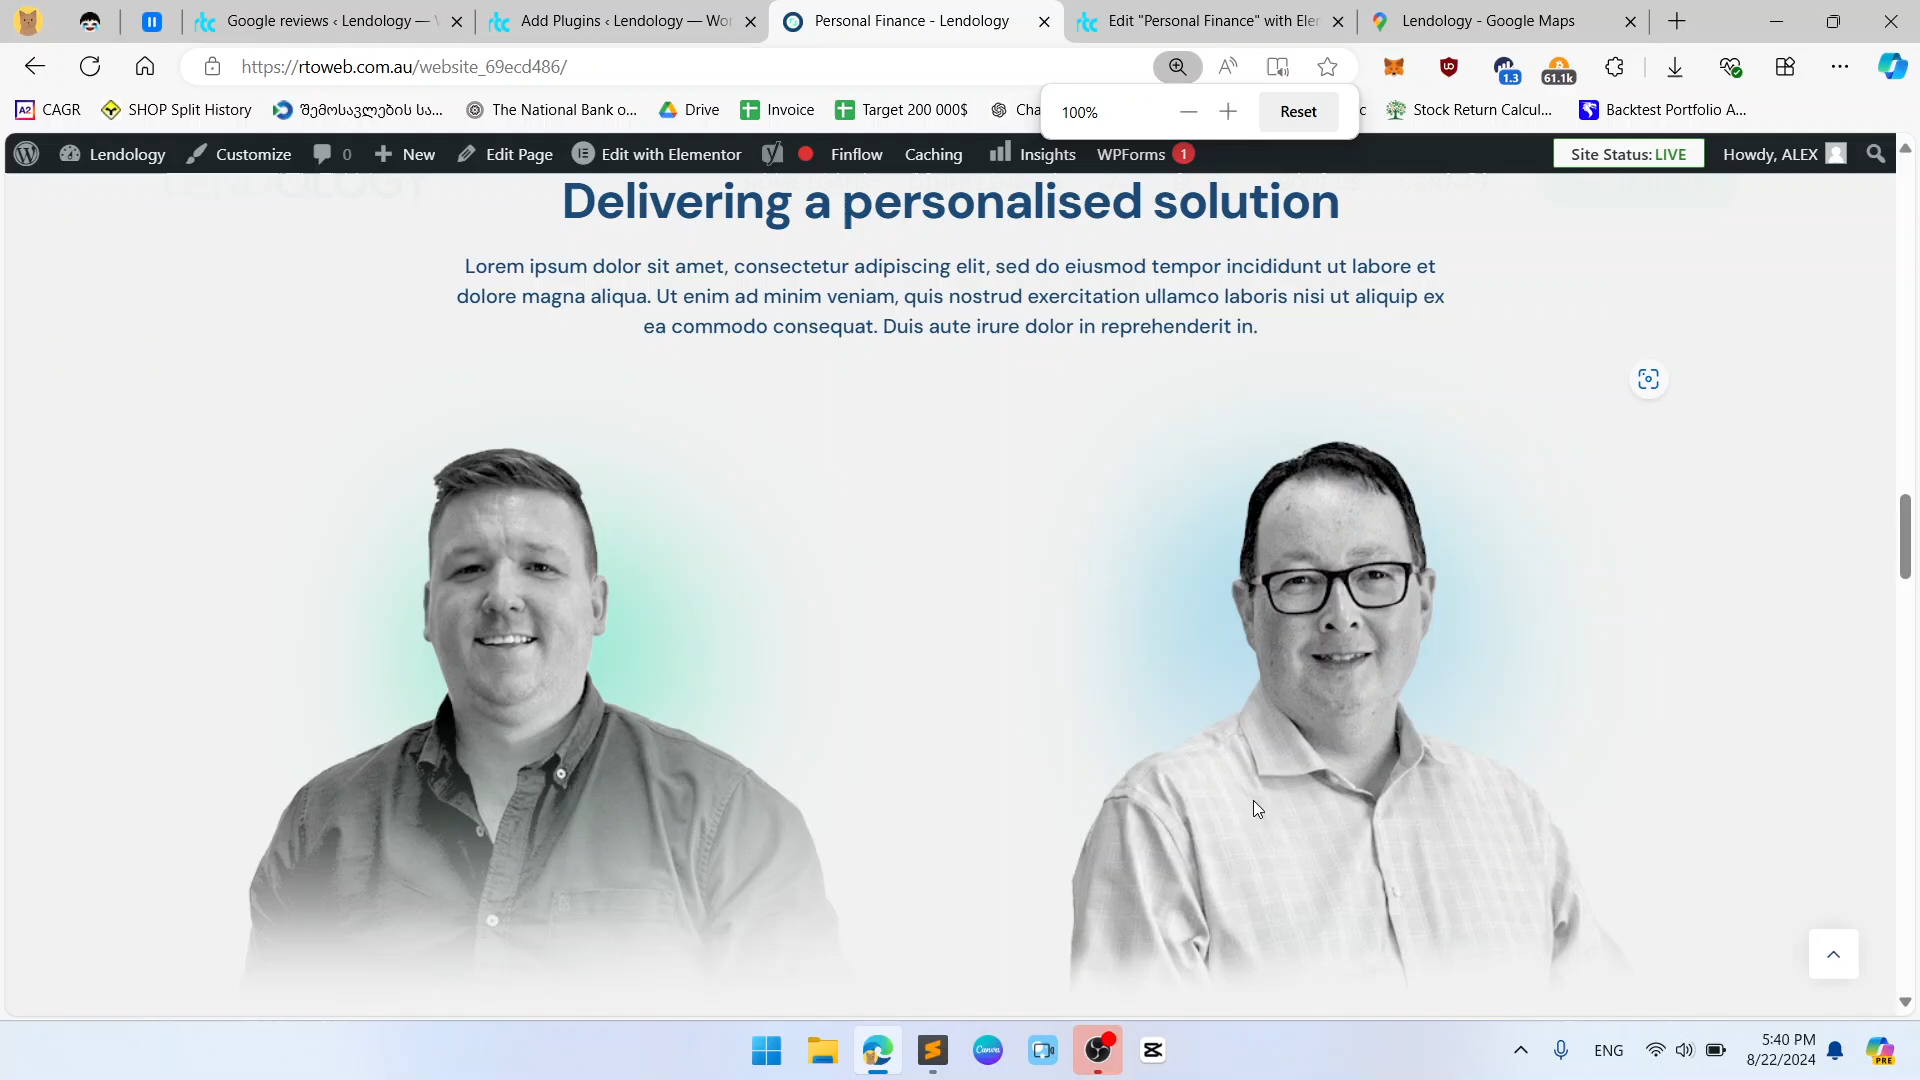 Google reviews ‹ Lendology —
Add Plugins ‹ Lendology — Wor
Personal Finance - Lendology
Edit "Personal Finance" with Eler
Lendology - Google Maps
https://rtoweb.com.au/website_69ecd486/
1.3
61.1k
A2 CAGR
SHOP Split History
შემოსავლების სა...
The National Bank o...
Drive
Invoice
Target 200 000$
Cha
Stock Return Calcul...
Backtest Portfolio A...
100%
Reset
Lendology
Customize
0
New
Edit Page
Edit with Elementor
Finflow
Caching
Insights
WPForms 1
Site Status: LIVE
Howdy, ALEX
LENDOLOGY
Delivering a personalised solution
Lorem ipsum dolor sit amet, consectetur adipiscing elit, sed do eiusmod tempor incididunt ut labore et
dolore magna aliqua. Ut enim ad minim veniam, quis nostrud exercitation ullamco laboris nisi ut aliquip ex
ea commodo consequat. Duis aute irure dolor in reprehenderit in.
Canva
ENG
5:40 PM
8/22/2024
PRE